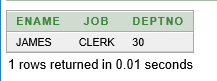 ENAME JOB DEPTNO
JAMES CLERK 30
1 rows returned in 0.01 seconds